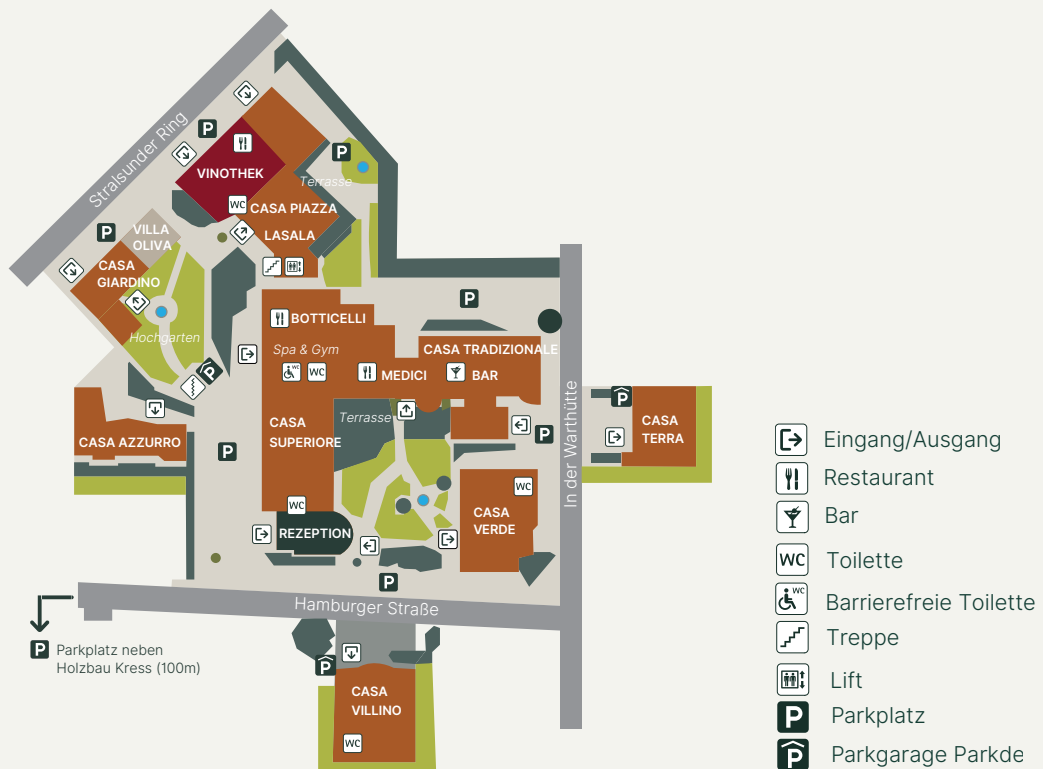 Stralsunder Ring
P
VINOTHEK
P
Terrasse
WC
CASA PIAZZA
LASALA
P
VILLA
OLIVA
CASA
GIARDINO
Hochgarten
P
BOTTICELLI
P
Spa & Gym
CASA TRADIZIONALE
WC
WC
MEDICI
BAR
Terrasse
CASA
SUPERIORE
CASA AZZURRO
P
P
In der Warthütte
P
CASA
TERRA
WC
CASA
VERDE
WC
REZEPTION
P
Hamburger Straße
P
Parkplatz neben
Holzbau Kress (100m)
P
CASA
VILLINO
WC
Eingang/Ausgang
Restaurant
Bar
WC
Toilette
WC
Barrierefreie Toilette
Treppe
Lift
P
Parkplatz
P
Parkgarage Parkde